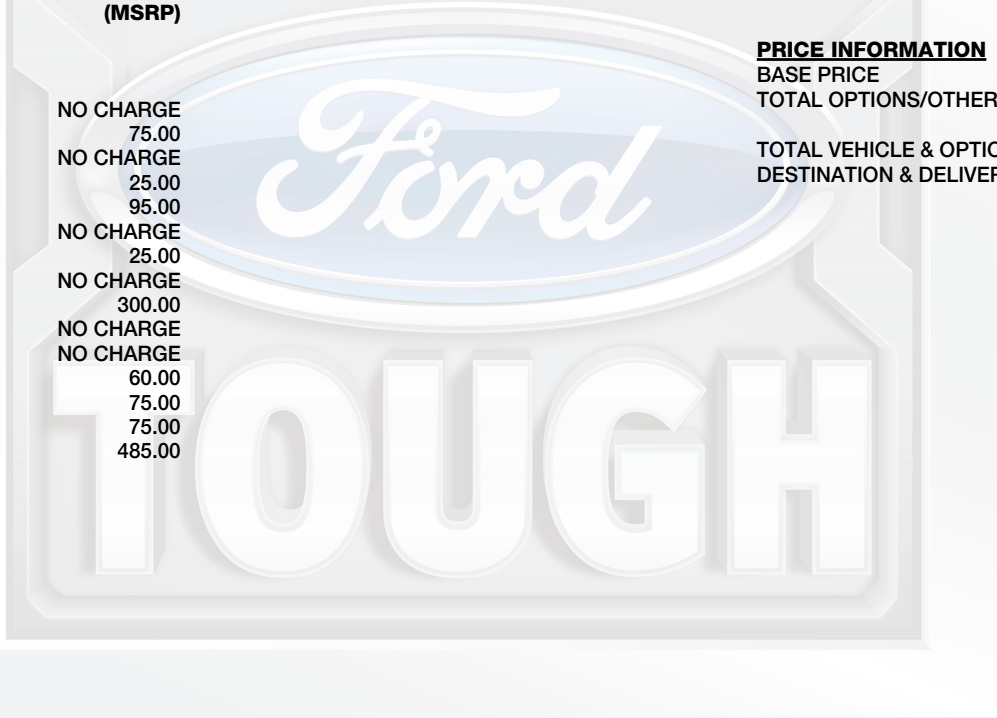 (MSRP)
NO CHARGE
75.00
NO CHARGE
25.00
95.00
NO CHARGE
25.00
NO CHARGE
300.00
NO CHARGE
NO CHARGE
60.00
75.00
75.00
485.00
PRICE INFORMATION
BASE PRICE
TOTAL OPTIONS/OTHER
TOTAL VEHICLE & OPTIO
DESTINATION & DELIVER
Ford
TOUGH